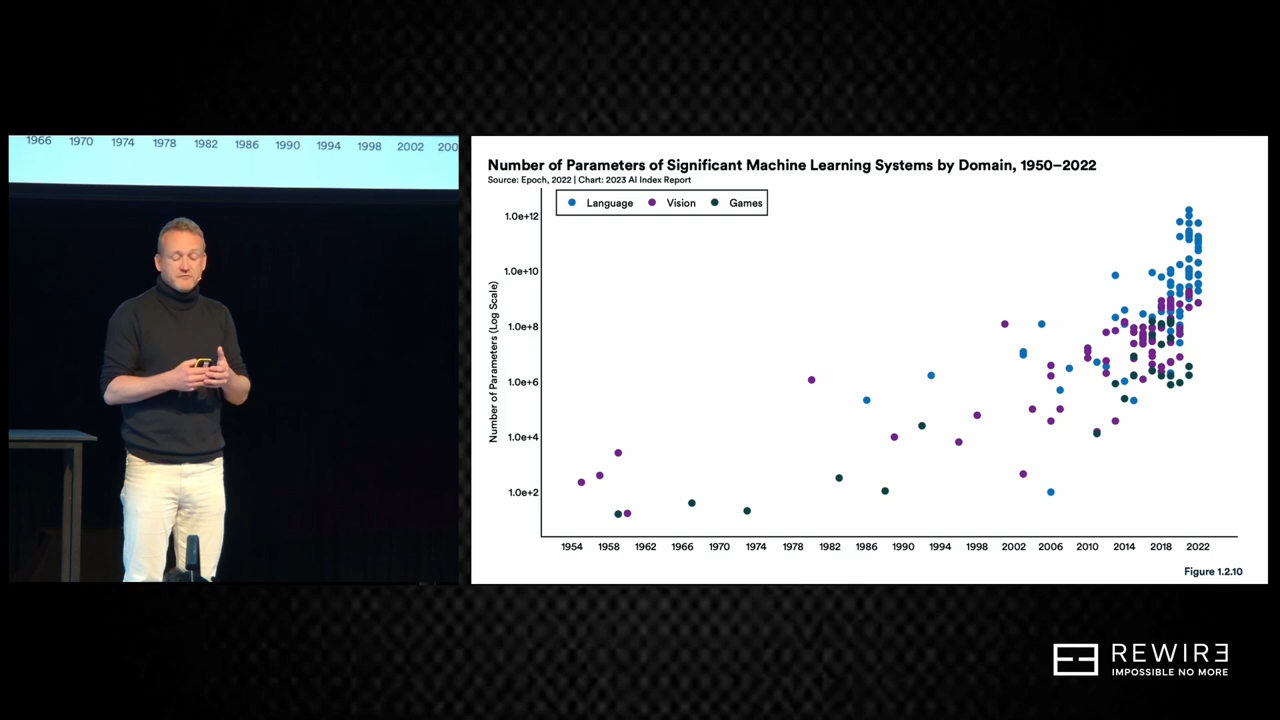 1966 1970 1974 1978 1982 1986 1990 1994 1998 2002 200
Number of Parameters of Significant Machine Learning Systems by Domain, 1950–2022
Source: Epoch, 2022 | Chart: 2023 AI Index Report
Language Vision Games
Number of Parameters (Log Scale)
1.0e+12
1.0e+10
1.0e+8
1.0e+6
1.0e+4
1.0e+2
1954 1958 1962 1966 1970 1974 1978 1982 1986 1990 1994 1998 2002 2006 2010 2014 2018 2022
Figure 1.2.10
REWIRE
IMPOSSIBLE NO MORE